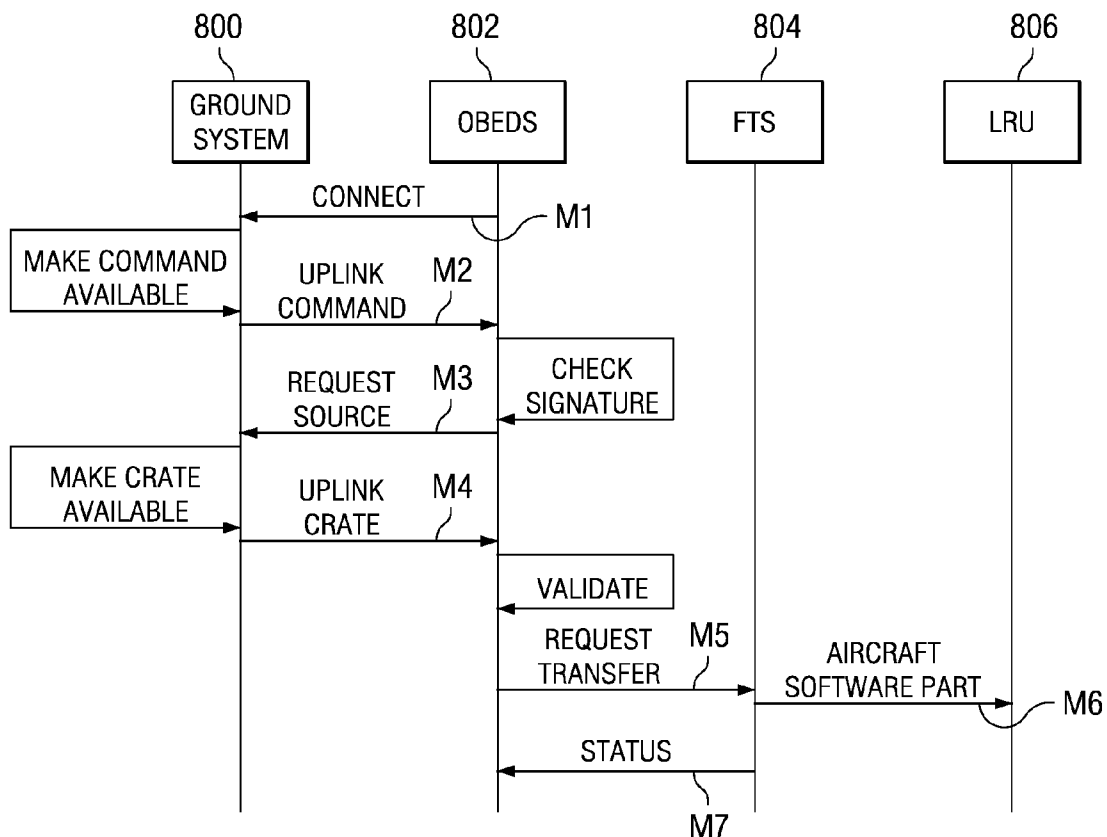 800
802
804
806
GROUND
SYSTEM
OBEDS
FTS
LRU
CONNECT
M1
MAKE COMMAND
AVAILABLE
UPLINK
COMMAND
M2
CHECK
SIGNATURE
REQUEST
SOURCE
M3
MAKE CRATE
AVAILABLE
UPLINK
CRATE
M4
VALIDATE
REQUEST
TRANSFER
M5
AIRCRAFT
SOFTWARE PART
M6
STATUS
M7